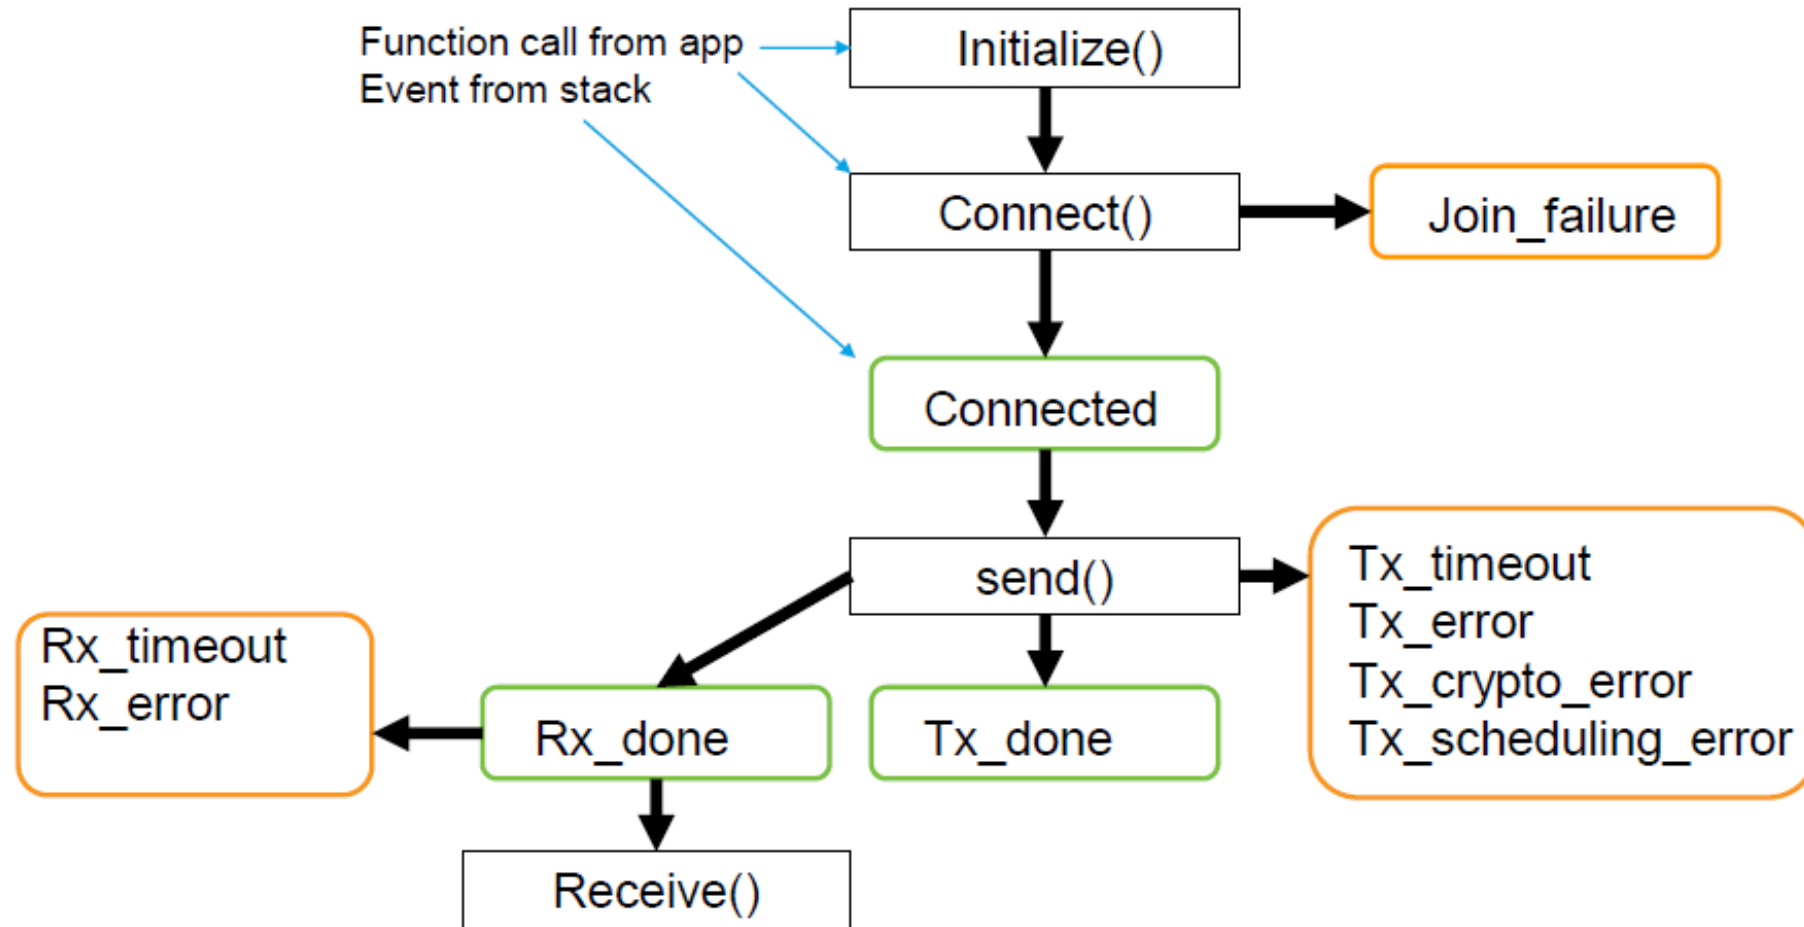 Function call from app
Event from stack
Initialize()
Connect()
Join_failure
Connected
send()
Tx_timeout
Tx_error
Tx_crypto_error
Tx_scheduling_error
Rx_timeout
Rx_error
Rx_done
Tx_done
Receive()